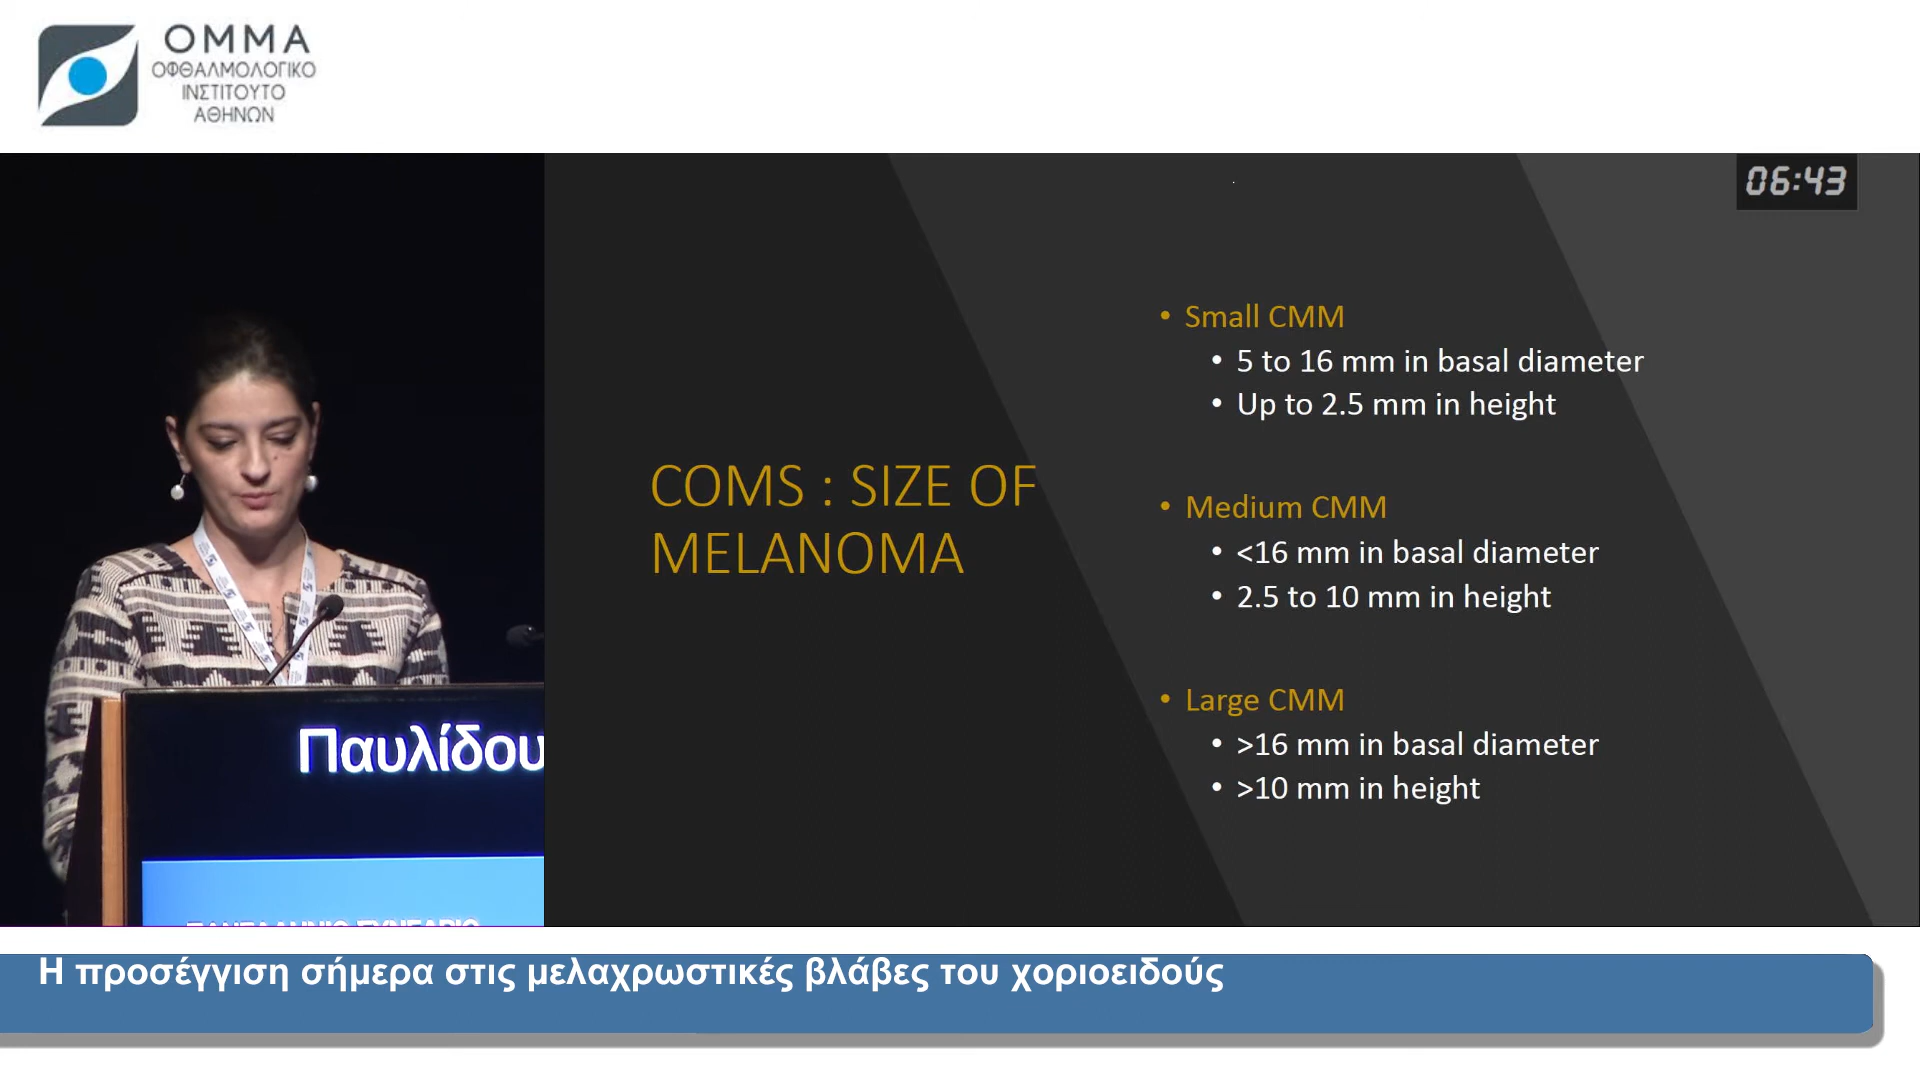 ΟΜΜΑ
ΟΦΘΑΛΜΟΛΟΓΙΚΟ
ΙΝΣΤΙΤΟΥΤΟ
ΑΘΗΝΩΝ
06:43
COMS : SIZE OF
MELANOMA
• Small CMM
• 5 to 16 mm in basal diameter
• Up to 2.5 mm in height
• Medium CMM
• <16 mm in basal diameter
• 2.5 to 10 mm in height
• Large CMM
• >16 mm in basal diameter
• >10 mm in height
Παυλίδου
Η προσέγγιση σήμερα στις μελαχρωστικές βλάβες του χοριοειδούς